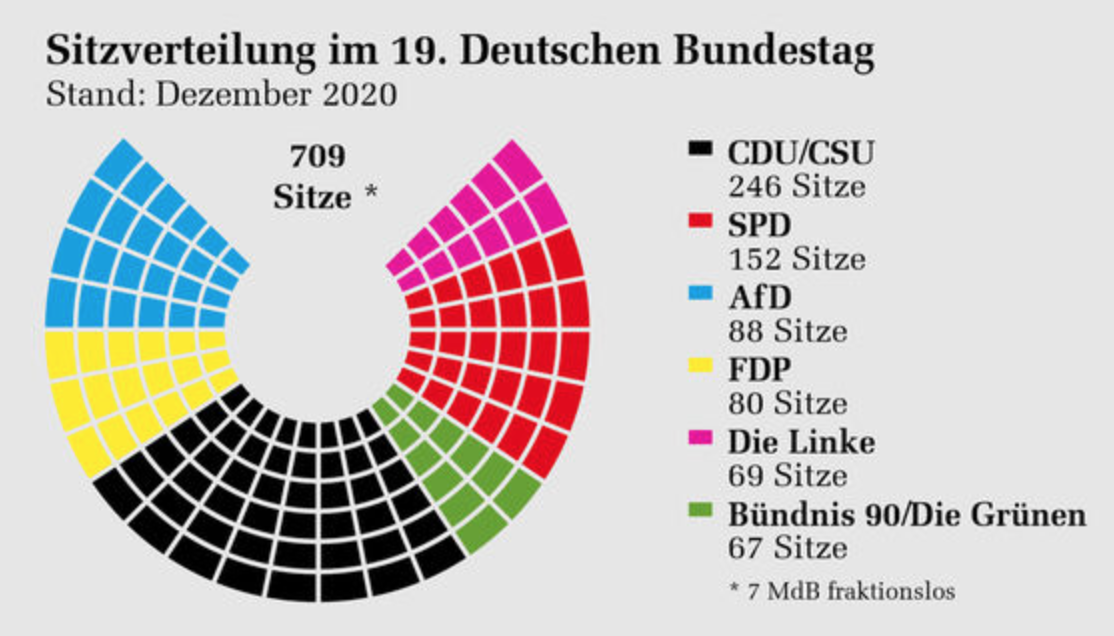 Sitzverteilung im 19. Deutschen Bundestag
Stand: Dezember 2020
709
Sitze *
CDU/CSU
246 Sitze
SPD
152 Sitze
AfD
88 Sitze
FDP
80 Sitze
Die Linke
69 Sitze
Bündnis 90/Die Grünen
67 Sitze
* 7 MdB fraktionslos